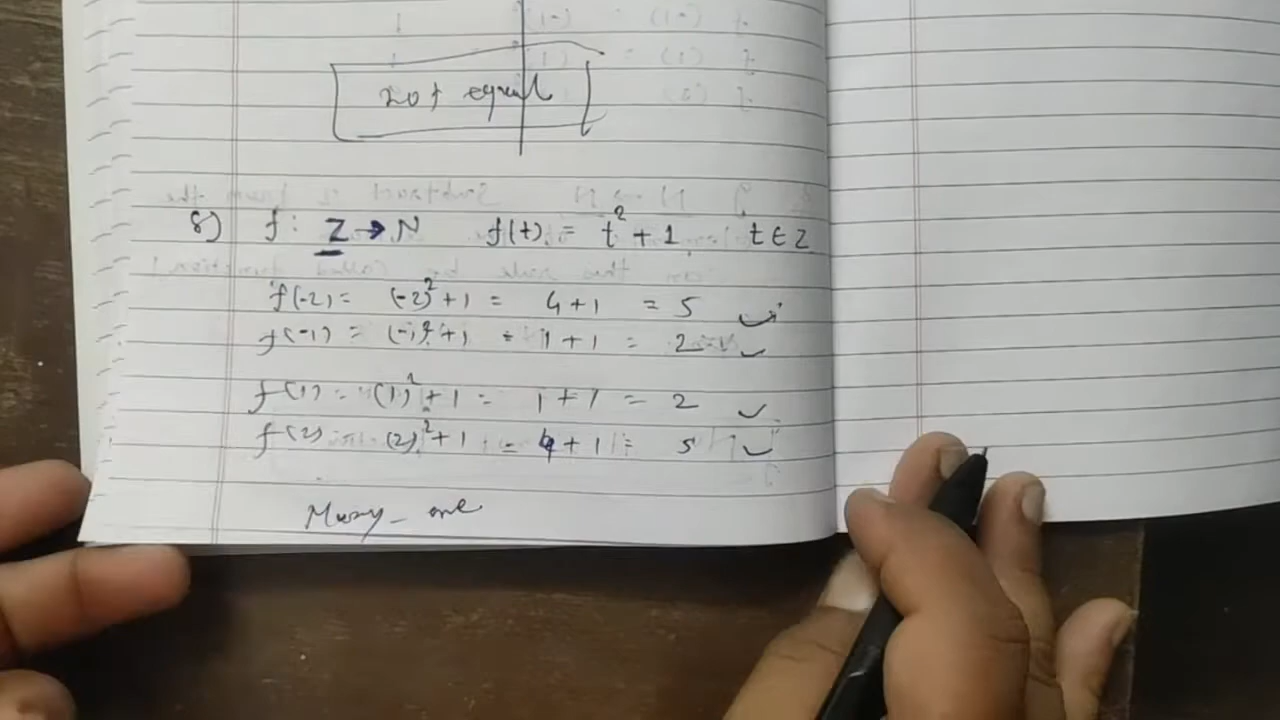 not equal
8) f: Z → N f(t) = t² + 1 t ∈ Z
f(-2) = (-2)² + 1 = 4 + 1 = 5
f(-1) = (-1)² + 1 = 1 + 1 = 2
f(1) = (1)² + 1 = 1 + 1 = 2
f(2) = (2)² + 1 = 4 + 1 = 5
Many-one